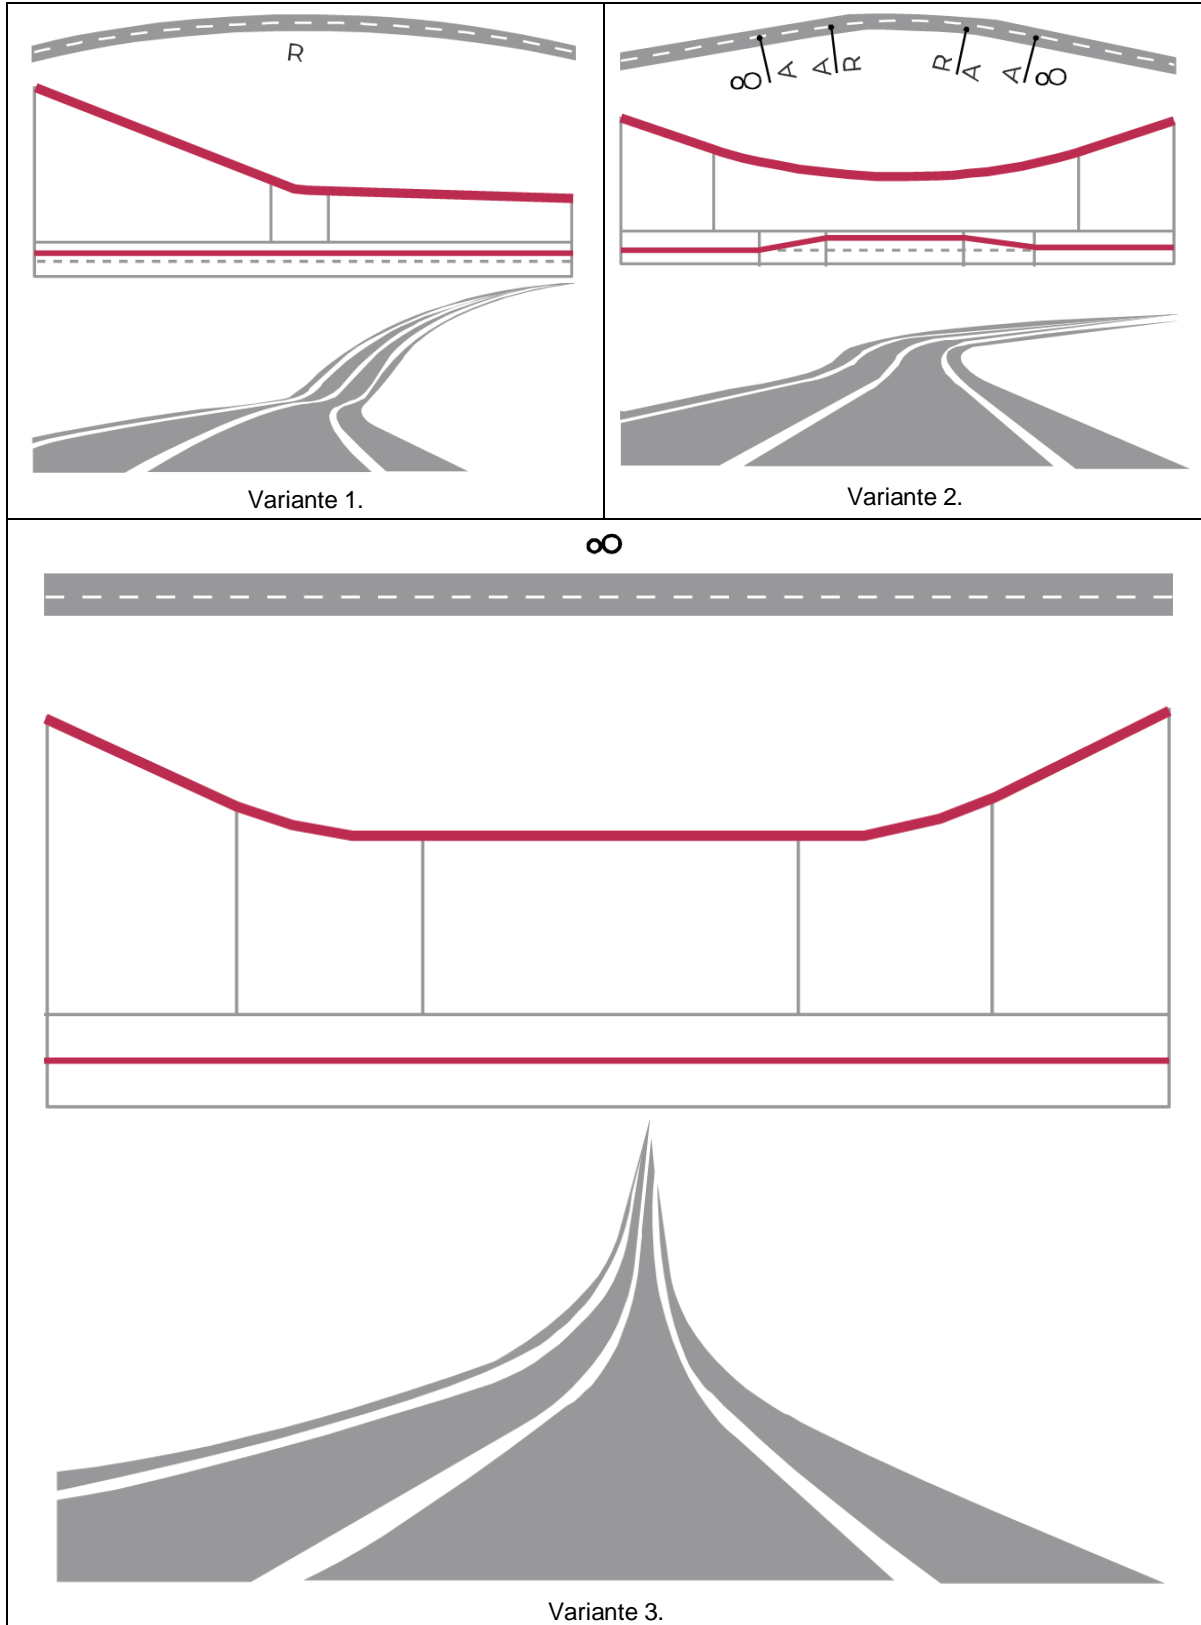 R
∞ A A R R A A ∞
Variante 1.
Variante 2.
∞
Variante 3.